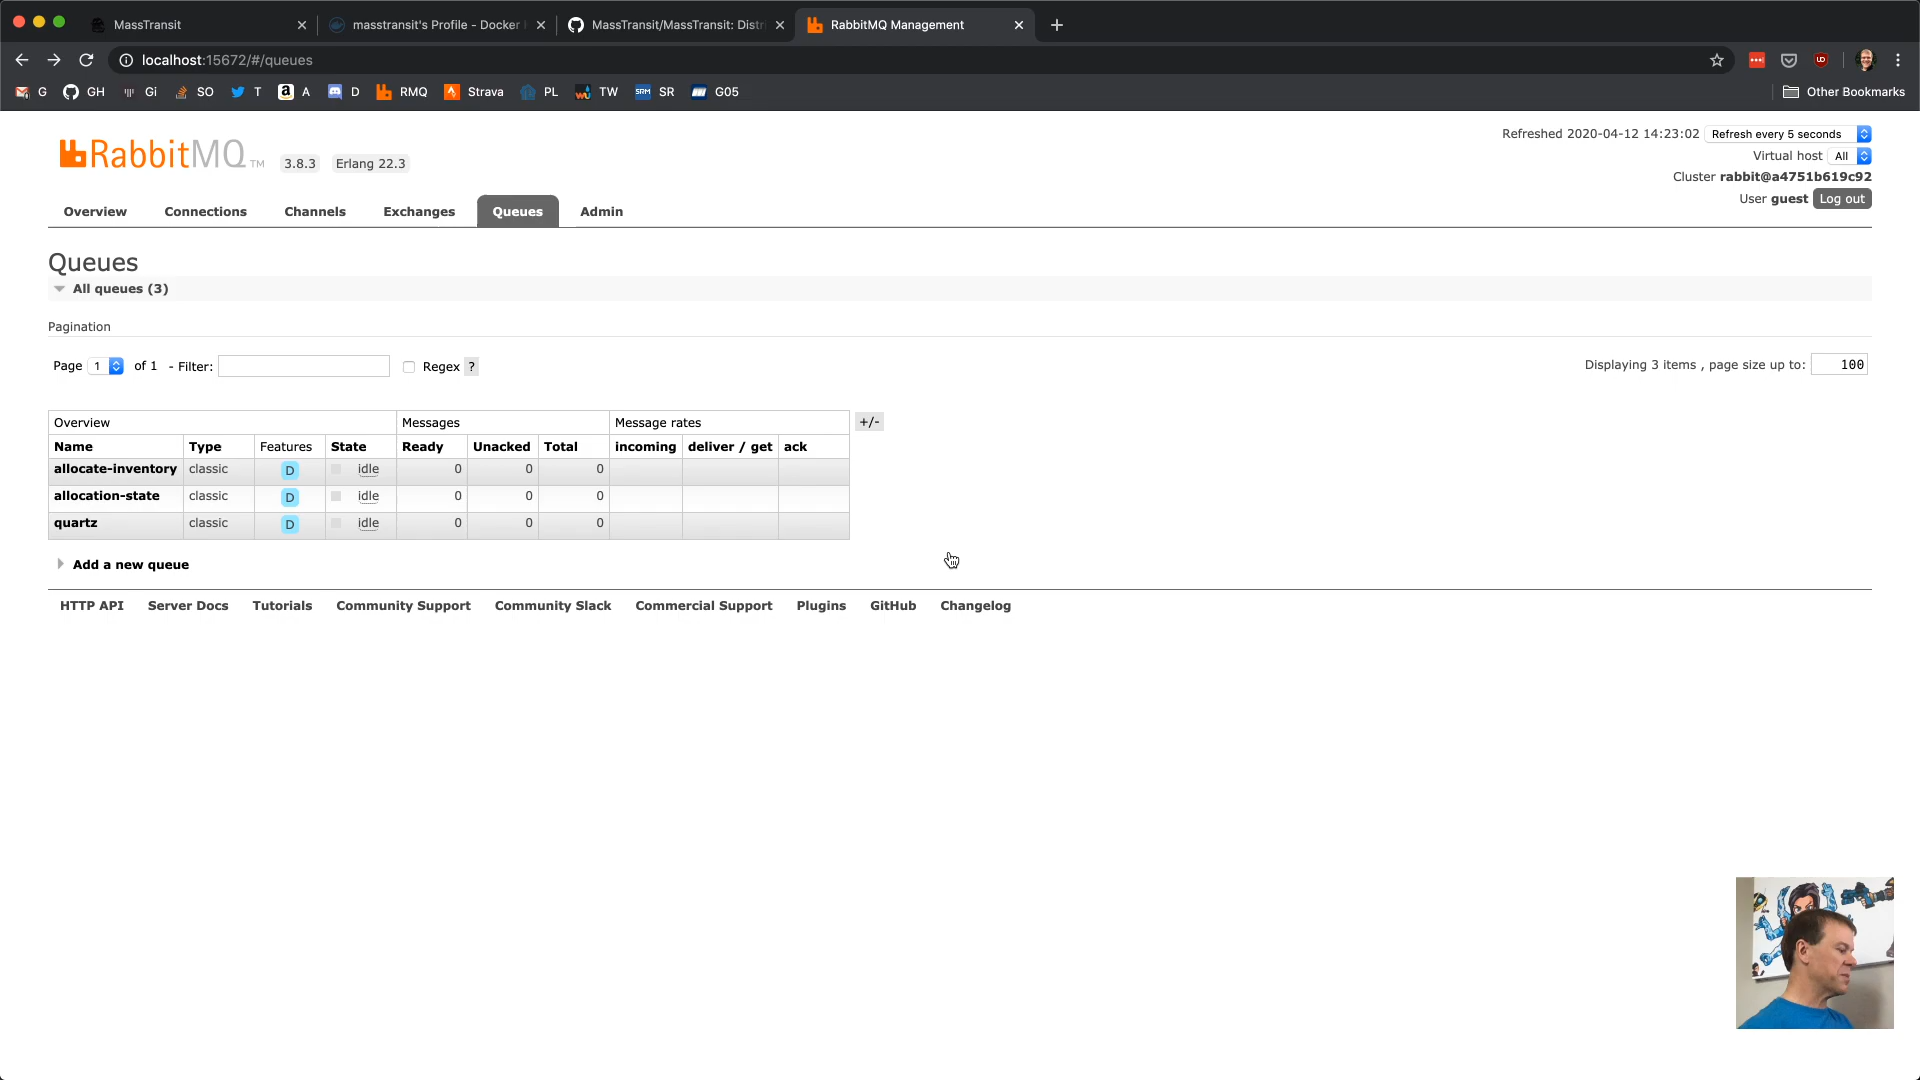 MassTransit
masstransit's Profile - Docker
MassTransit/MassTransit: Distri
RabbitMQ Management
localhost:15672/#/queues
G GH Gi SO T A D RMQ Strava PL TW SRM SR G05 Other Bookmarks
RabbitMQ TM 3.8.3 Erlang 22.3
Refreshed 2020-04-12 14:23:02 Refresh every 5 seconds
Virtual host All
Cluster rabbit@a4751b619c92
User guest Log out
Overview Connections Channels Exchanges Queues Admin
Queues
All queues (3)
Pagination
Page 1 of 1 - Filter: Regex ? Displaying 3 items , page size up to: 100
Overview Messages Message rates +/-
Name Type Features State Ready Unacked Total incoming deliver / get ack
allocate-inventory classic D idle 0 0 0
allocation-state classic D idle 0 0 0
quartz classic D idle 0 0 0
Add a new queue
HTTP API Server Docs Tutorials Community Support Community Slack Commercial Support Plugins GitHub Changelog